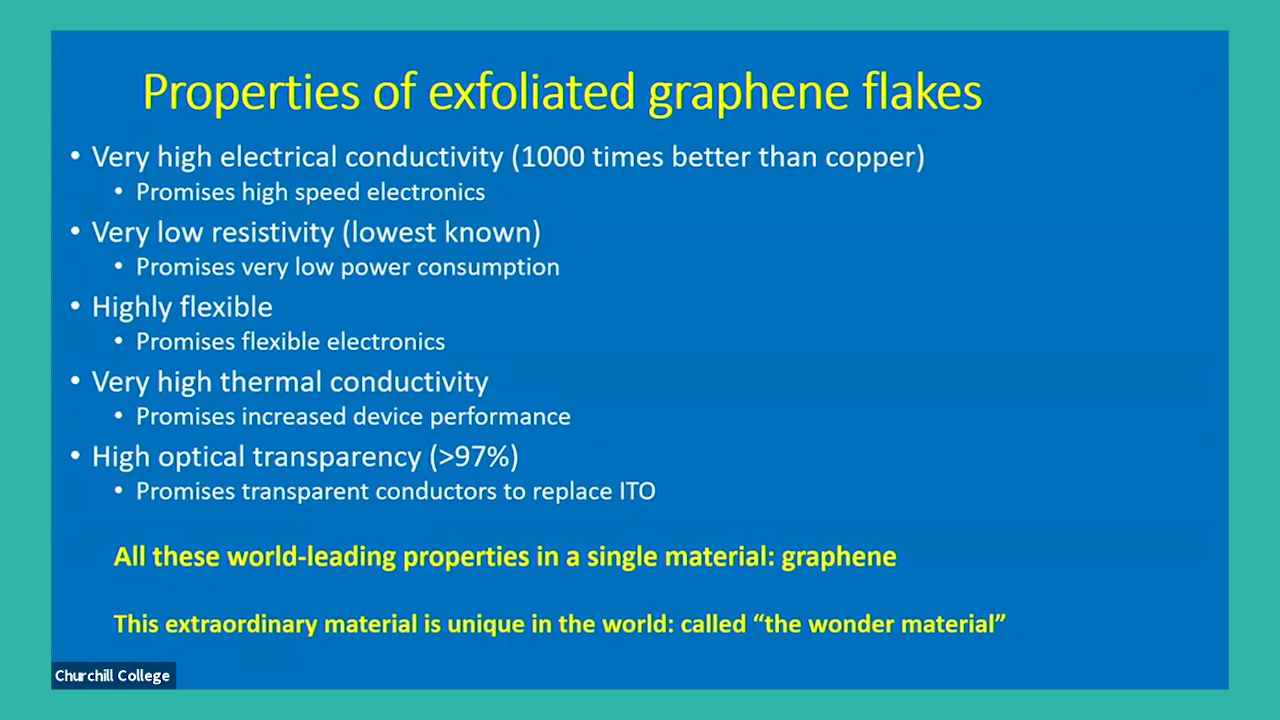 Properties of exfoliated graphene flakes
• Very high electrical conductivity (1000 times better than copper)
• Promises high speed electronics
• Very low resistivity (lowest known)
• Promises very low power consumption
• Highly flexible
• Promises flexible electronics
• Very high thermal conductivity
• Promises increased device performance
• High optical transparency (>97%)
• Promises transparent conductors to replace ITO
All these world-leading properties in a single material: graphene
This extraordinary material is unique in the world: called “the wonder material”
Churchill College